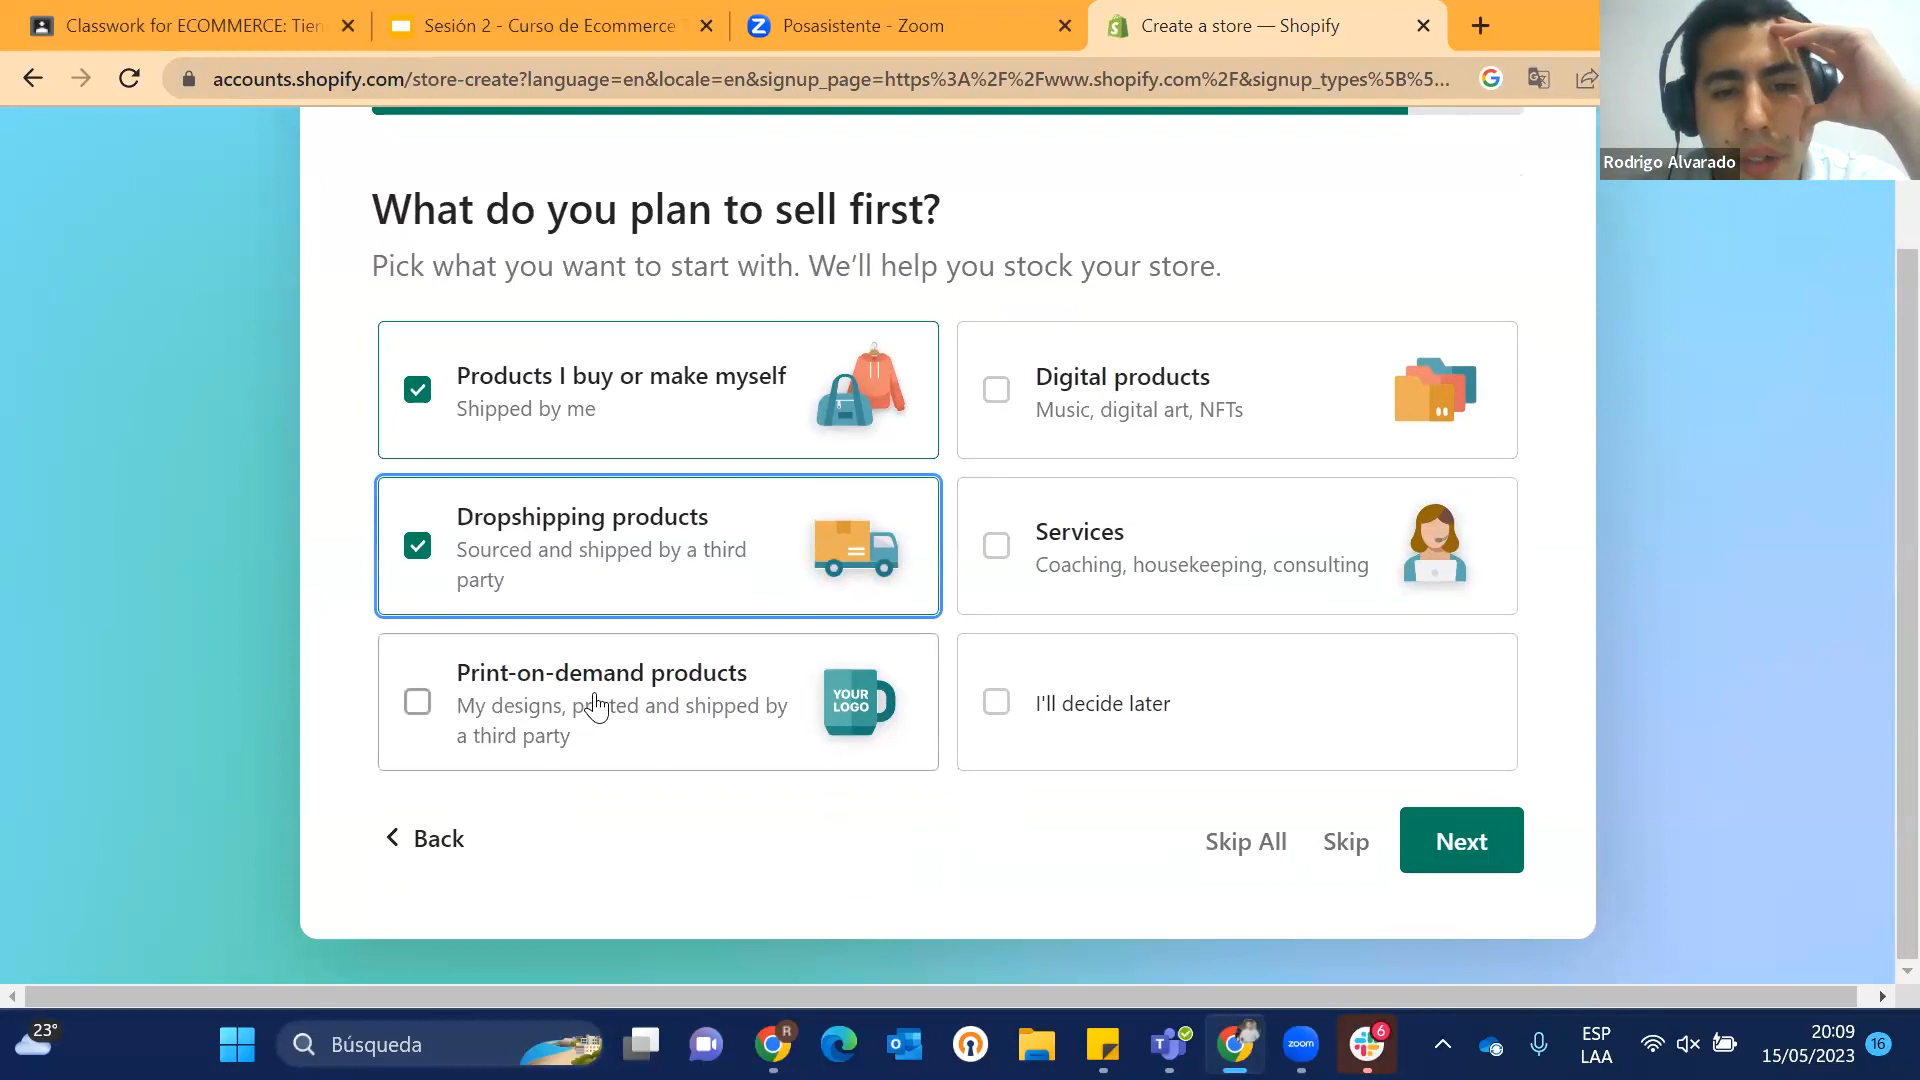 Classwork for ECOMMERCE: Tien
Sesión 2 - Curso de Ecommerce
Posasistente - Zoom
Create a store — Shopify
accounts.shopify.com/store-create?language=en&locale=en&signup_page=https%3A%2F%2Fwww.shopify.com%2F&signup_types%5B%5...
Rodrigo Alvarado
What do you plan to sell first?
Pick what you want to start with. We’ll help you stock your store.
Products I buy or make myself
Shipped by me
Digital products
Music, digital art, NFTs
Dropshipping products
Sourced and shipped by a third
party
Services
Coaching, housekeeping, consulting
Print-on-demand products
My designs, printed and shipped by
a third party
YOUR
LOGO
I'll decide later
Back
Skip All
Skip
Next
23°
Búsqueda
R
zoom
6
ESP
LAA
20:09
15/05/2023
16